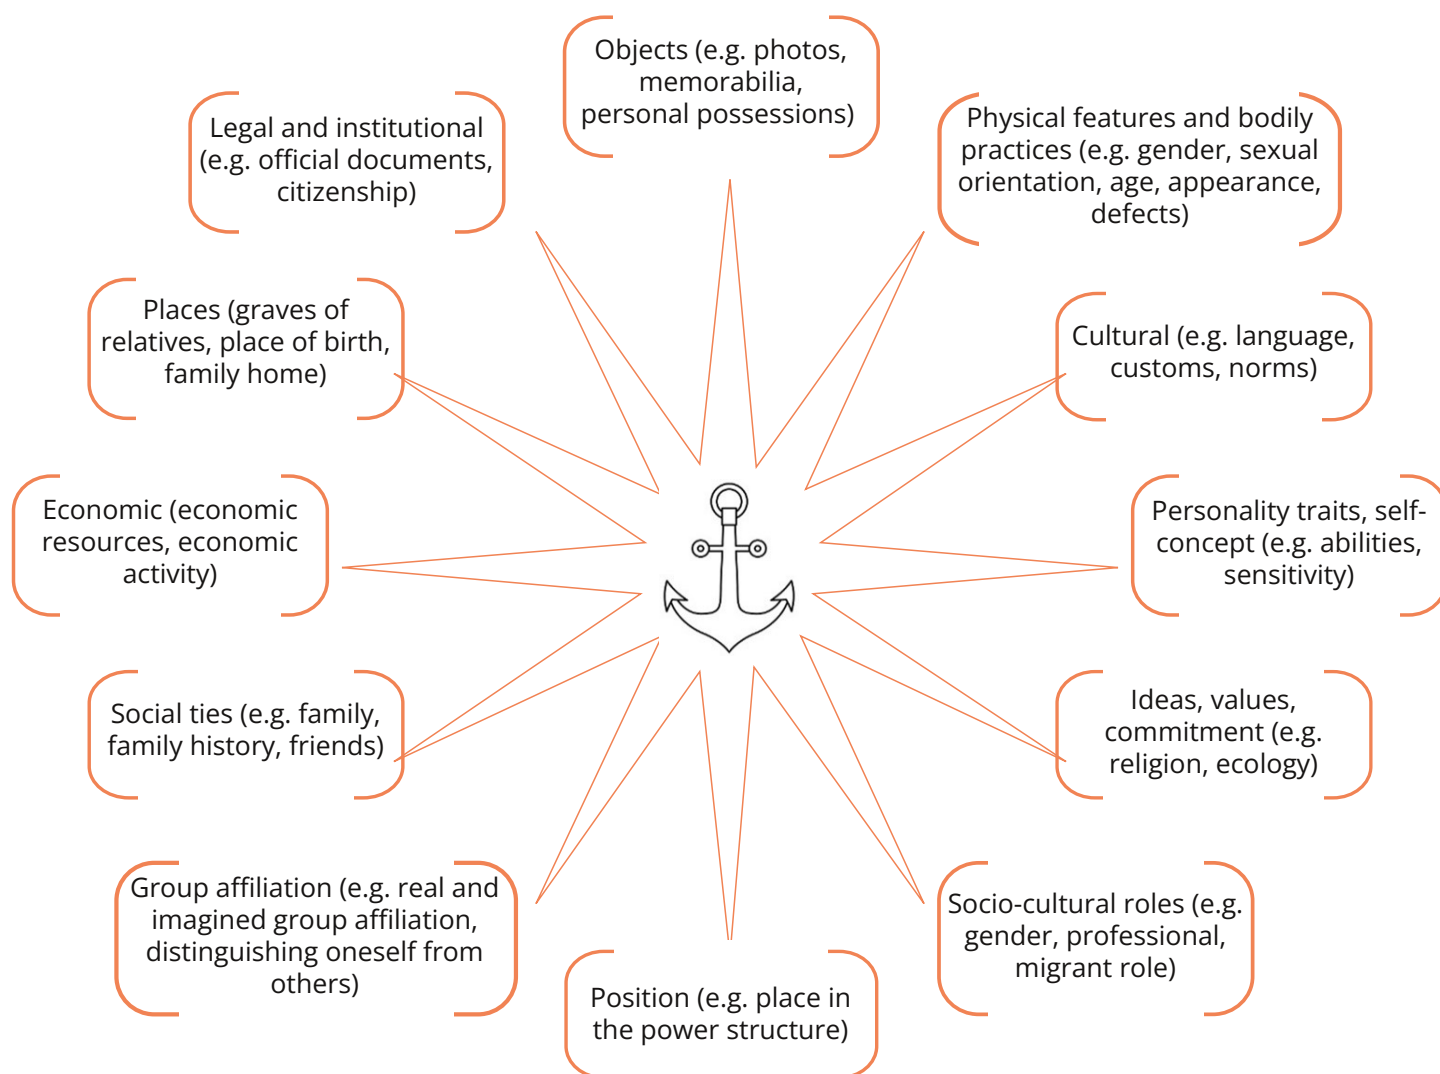 Objects (e.g. photos,
memorabilia,
personal possessions)
Legal and institutional
(e.g. official documents,
citizenship)
Physical features and bodily
practices (e.g. gender, sexual
orientation, age, appearance,
defects)
Places (graves of
relatives, place of birth,
family home)
Cultural (e.g. language,
customs, norms)
Economic (economic
resources, economic
activity)
Personality traits, self-
concept (e.g. abilities,
sensitivity)
Social ties (e.g. family,
family history, friends)
Ideas, values,
commitment (e.g.
religion, ecology)
Group affiliation (e.g. real and
imagined group affiliation,
distinguishing oneself from
others)
Socio-cultural roles (e.g.
gender, professional,
migrant role)
Position (e.g. place in
the power structure)